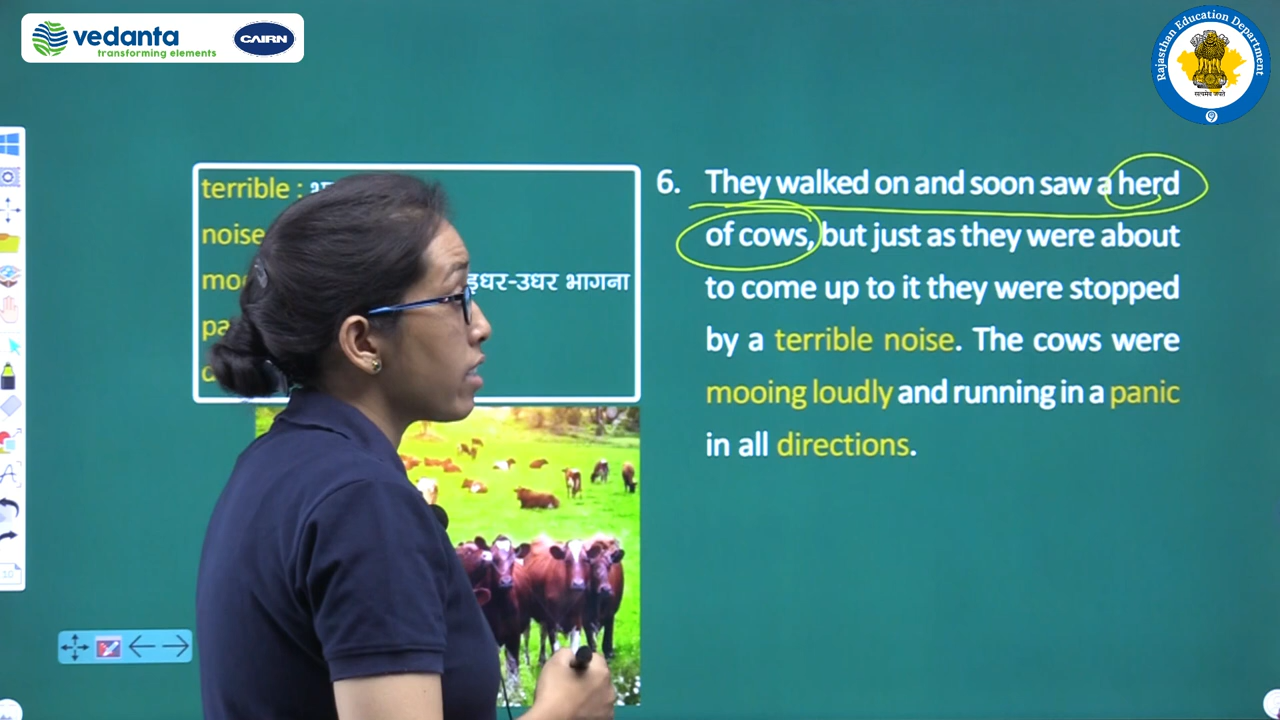 vedanta
transforming elements
CAIRN
Rajasthan Education Department
सत्यमेव जयते
terrible :
noise
इधर-उधर भागना
6. They walked on and soon saw a herd
of cows, but just as they were about
to come up to it they were stopped
by a terrible noise. The cows were
mooing loudly and running in a panic
in all directions.
10